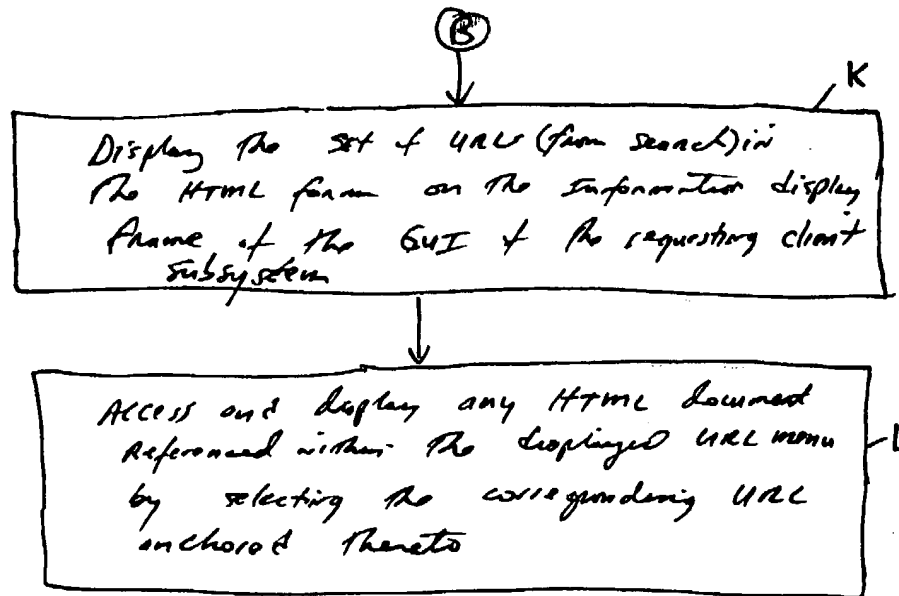 B
K
Display the set of URLs (from search) in
the HTML form on the Information display
frame of the GUI of the requesting client
subsystem
Access and display any HTML document
Referenced within the displayed URL menu
L
by selecting the corresponding URL
anchored thereto